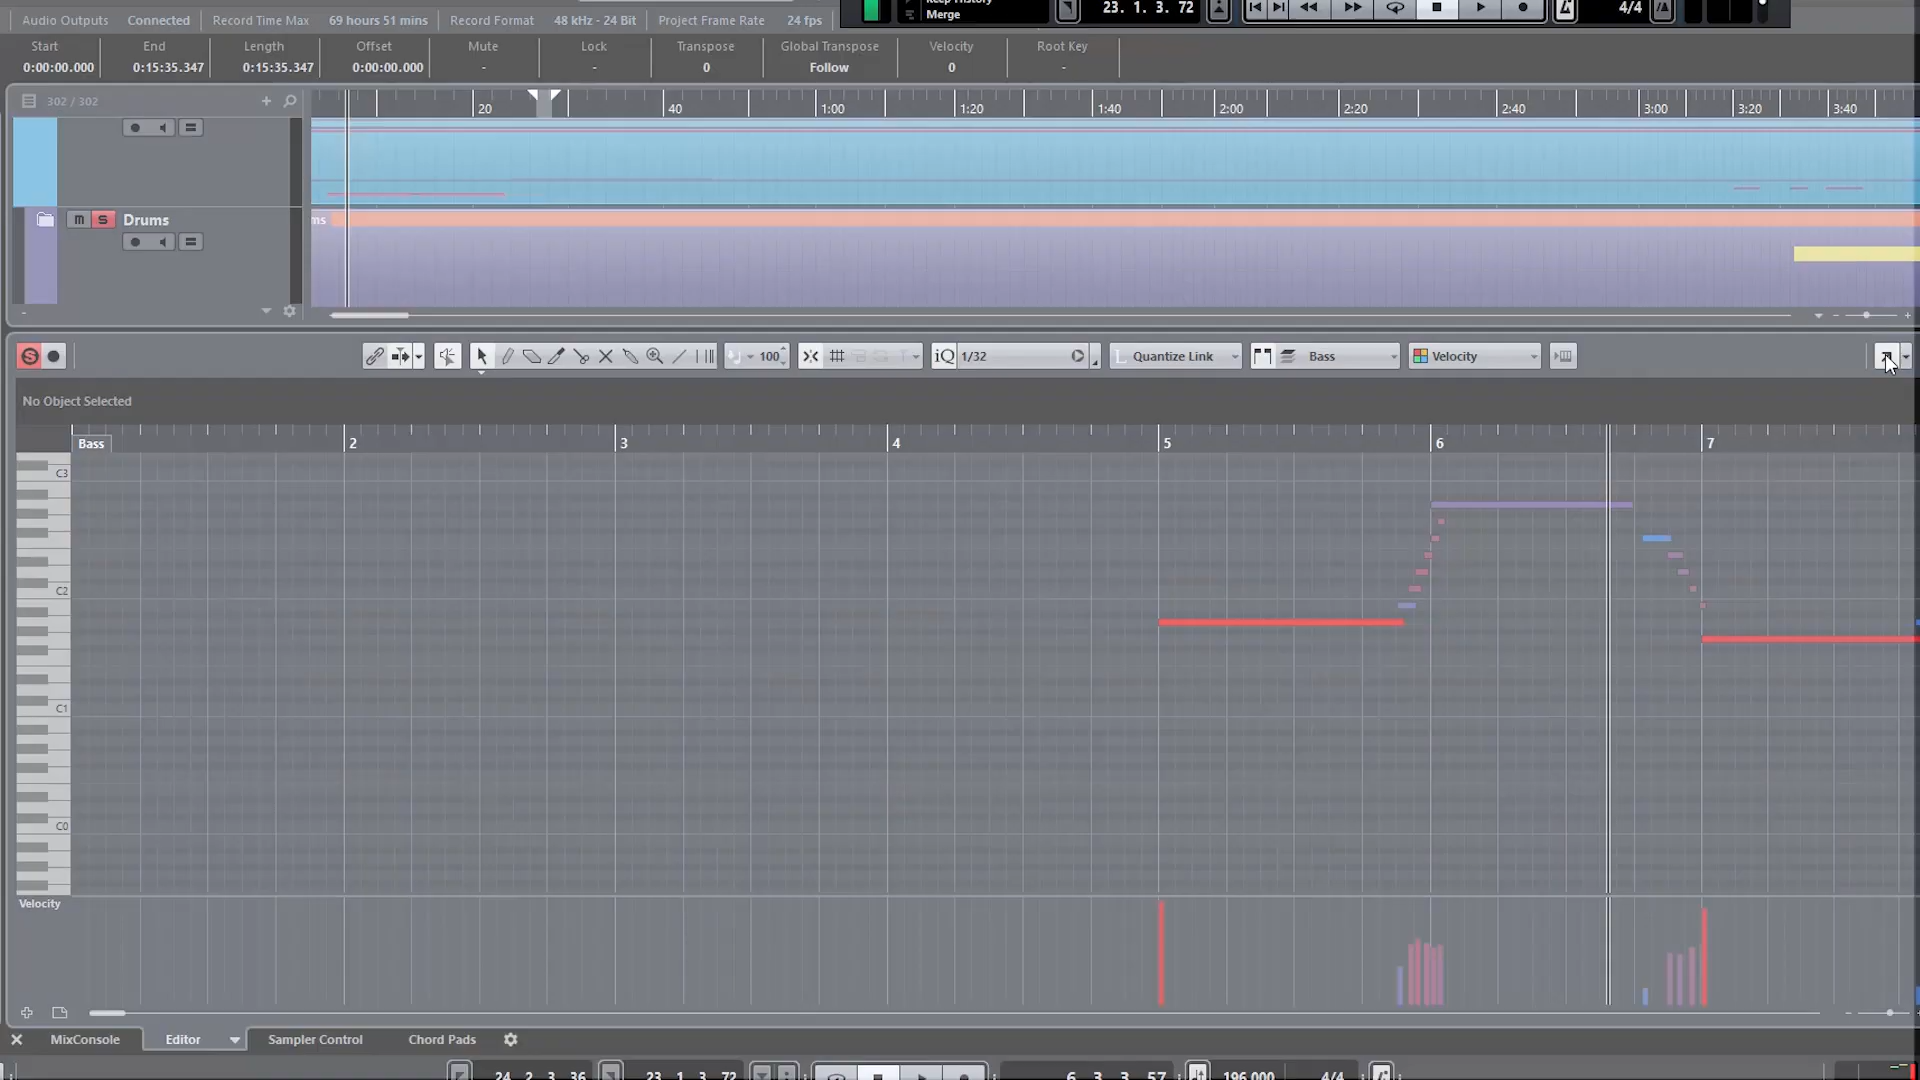 Audio Outputs Connected Record Time Max 69 hours 51 mins Record Format 48 kHz - 24 Bit Project Frame Rate 24 fps
Merge
23. 1. 3. 72
4/4
Start End Length Offset Mute Lock Transpose Global Transpose Velocity Root Key
0:00:00.000 0:15:35.347 0:15:35.347 0:00:00.000 - - 0 Follow 0 -
302 / 302
20 40 1:00 1:20 1:40 2:00 2:20 2:40 3:00 3:20 3:40
m S Drums
ms
100 iQ 1/32 Quantize Link Bass Velocity
No Object Selected
Bass 2 3 4 5 6 7
C3
C2
C1
C0
Velocity
MixConsole Editor Sampler Control Chord Pads
24. 2. 3. 36 23. 1. 3. 72 6. 3. 3. 57 196.000 4/4